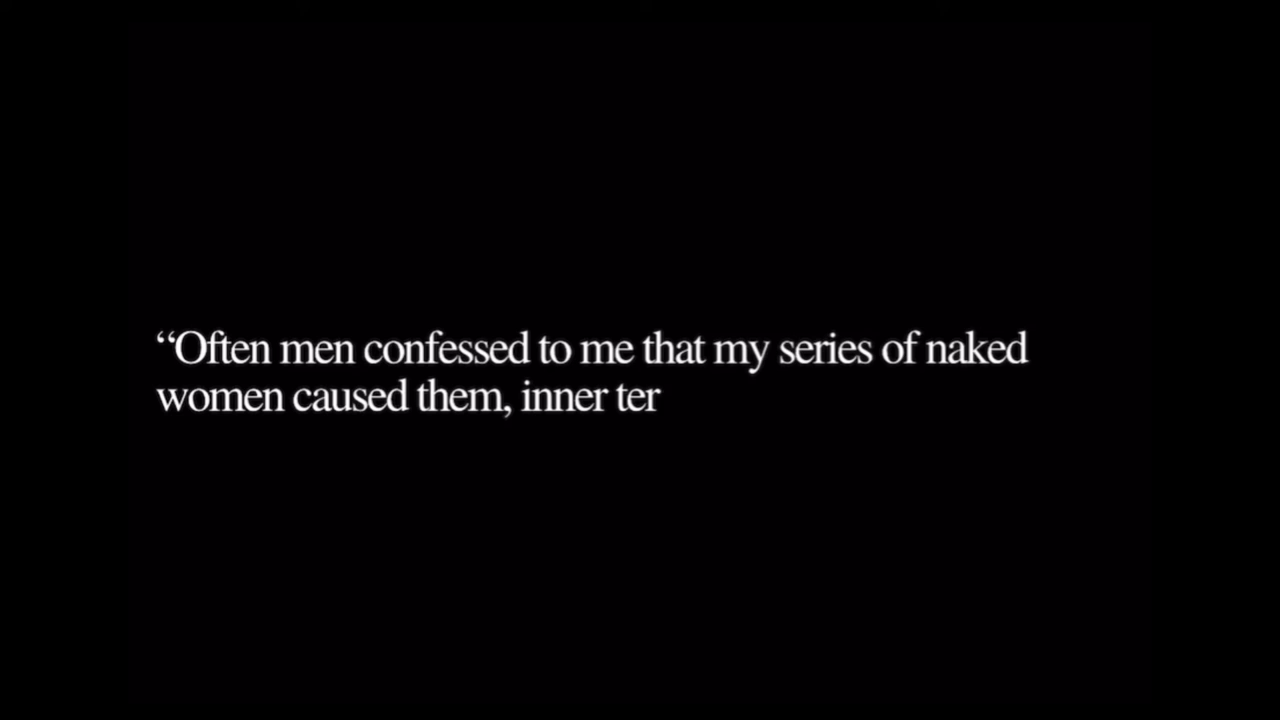 “Often men confessed to me that my series of naked
women caused them, inner ter